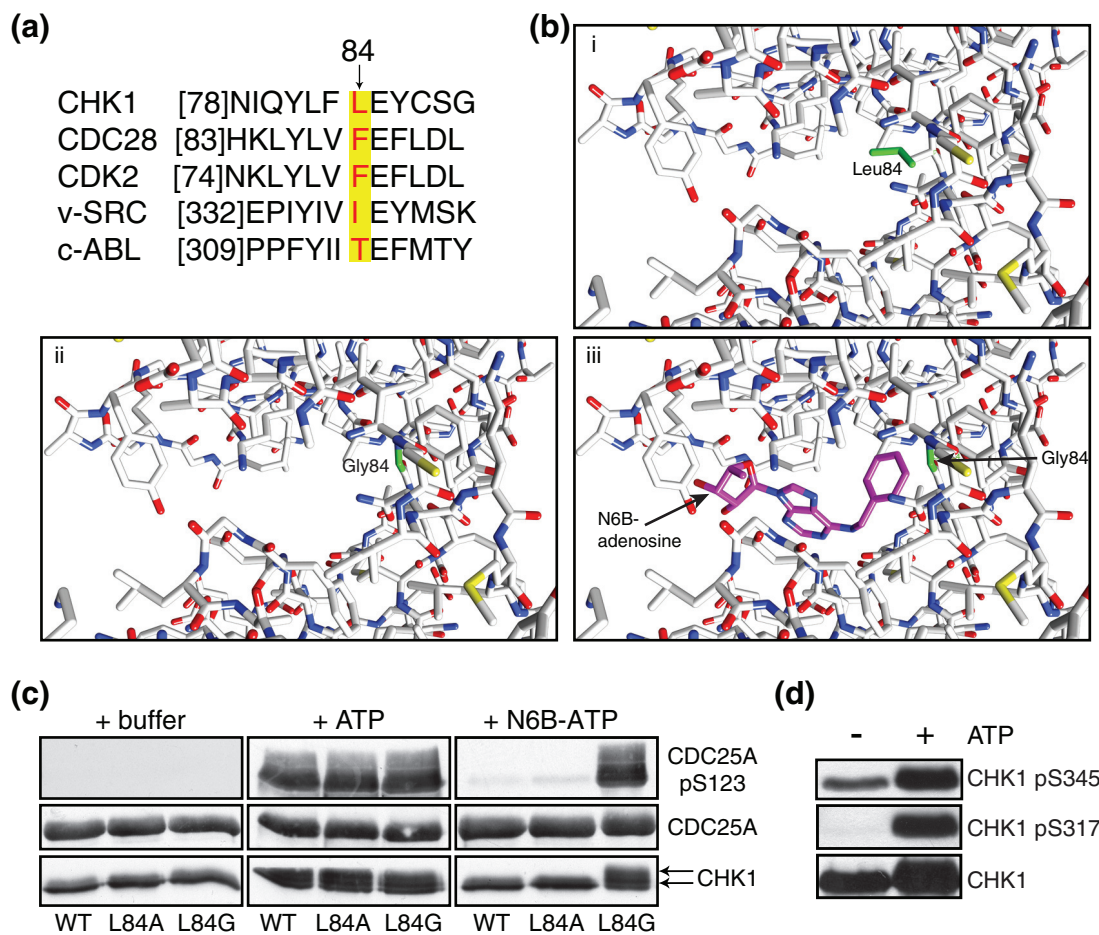 (a)
84
CHK1 [78]NIQYLF L EYCSG
CDC28 [83]HKLYLV F EFLDL
CDK2 [74]NKLYLV F EFLDL
v-SRC [332]EPIYIV I EYMSK
c-ABL [309]PPFYII T EFMTY
(b)
i
Leu84
ii
Gly84
iii
Gly84
N6B-
adenosine
(c)
+ buffer + ATP + N6B-ATP
CDC25A
pS123
CDC25A
CHK1
WT L84A L84G WT L84A L84G WT L84A L84G
(d)
- + ATP
CHK1 pS345
CHK1 pS317
CHK1